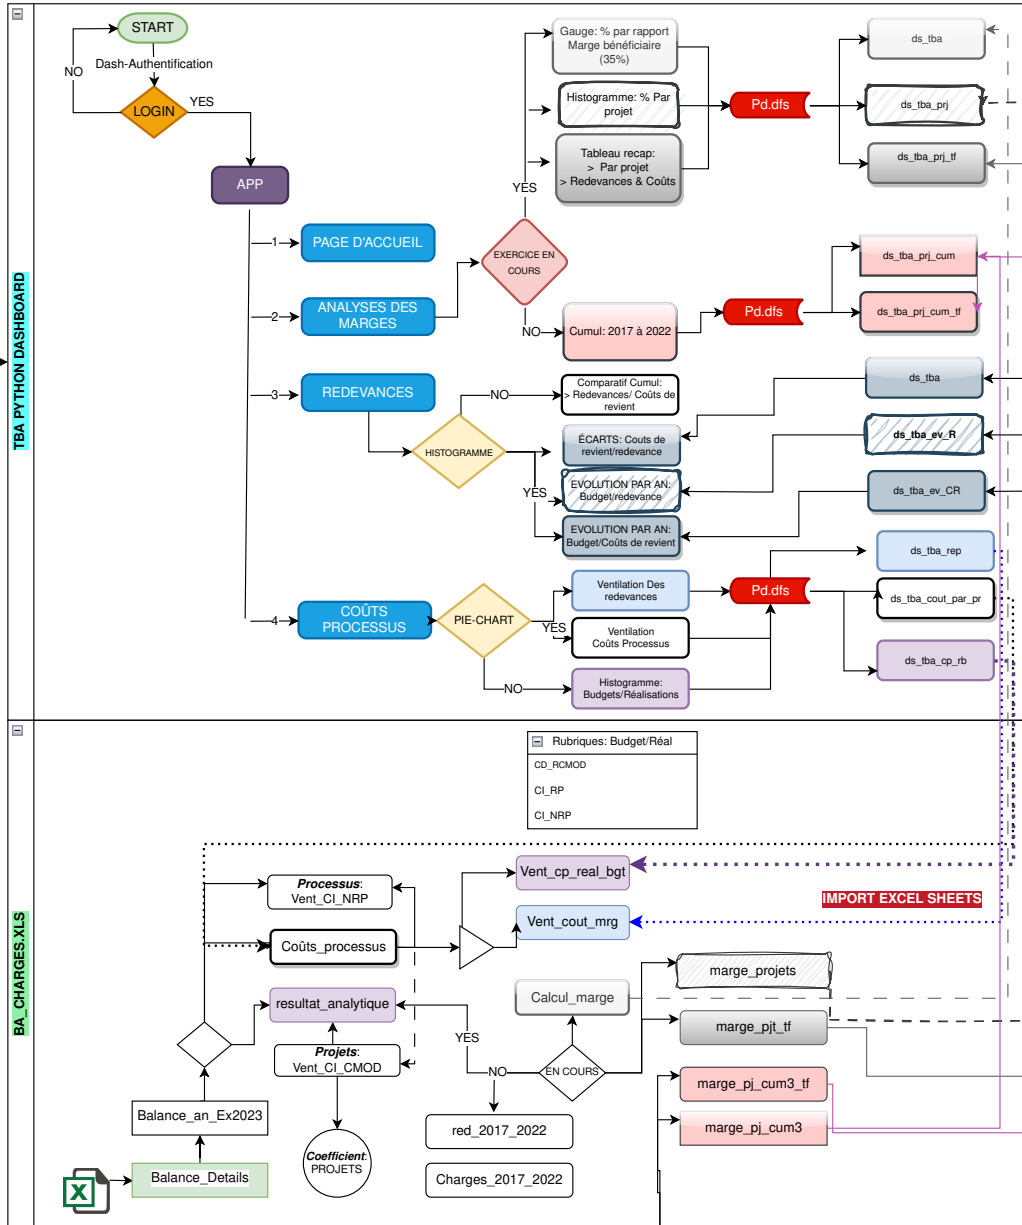 TBA PYTHON DASHBOARD
START
NO
Dash-Authentification
LOGIN
YES
APP
1
PAGE D'ACCUEIL
2
ANALYSES DES
MARGES
3
REDEVANCES
4
COÛTS
PROCESSUS
Gauge: % par rapport
Marge bénéficiaire
(35%)
Histogramme: % Par
projet
Tableau recap:
> Par projet
> Redevances & Coûts
YES
EXERCICE EN
COURS
NO
Cumul: 2017 à 2022
Pd.dfs
ds_tba
ds_tba_prj
ds_tba_prj_tf
Pd.dfs
ds_tba_prj_cum
ds_tba_prj_cum_tf
HISTOGRAMME
NO
Comparatif Cumul:
> Redevances/ Coûts de
revient
YES
ÉCARTS: Couts de
revient/redevance
EVOLUTION PAR AN:
Budget/redevance
EVOLUTION PAR AN:
Budget/Coûts de revient
ds_tba
ds_tba_ev_R
ds_tba_ev_CR
PIE-CHART
YES
Ventilation Des
redevances
Ventilation
Coûts Processus
NO
Histogramme:
Budgets/Réalisations
Pd.dfs
ds_tba_rep
ds_tba_cout_par_pr
ds_tba_cp_rb
BA_CHARGES.XLS
Rubriques: Budget/Réal
CD_RCMOD
CI_RP
CI_NRP
Processus:
Vent_CI_NRP
Coûts_processus
Vent_cp_real_bgt
Vent_cout_mrg
IMPORT EXCEL SHEETS
resultat_analytique
Projets:
Vent_CI_CMOD
YES
NO
EN COURS
Calcul_marge
marge_projets
marge_pjt_tf
marge_pj_cum3_tf
marge_pj_cum3
Balance_an_Ex2023
Balance_Details
X
Coefficient:
PROJETS
red_2017_2022
Charges_2017_2022